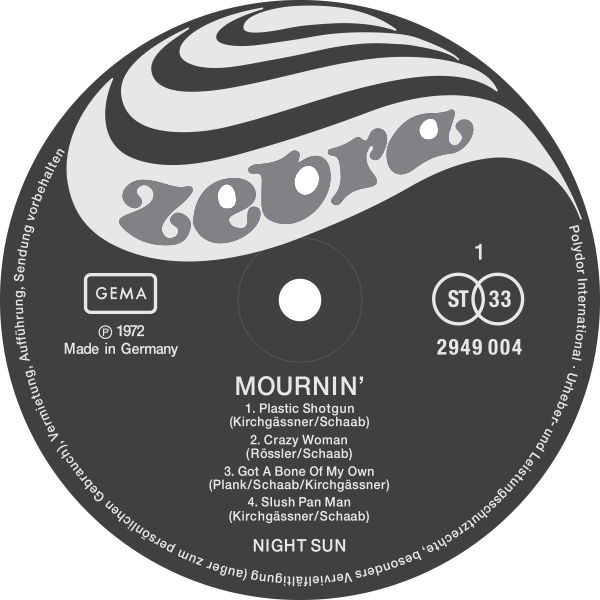 zebra
GEMA
℗ 1972
Made in Germany
1
ST 33
2949 004
MOURNIN’
1. Plastic Shotgun
(Kirchgässner/Schaab)
2. Crazy Woman
(Rössler/Schaab)
3. Got A Bone Of My Own
(Plank/Schaab/Kirchgässner)
4. Slush Pan Man
(Kirchgässner/Schaab)
NIGHT SUN
Polydor International · Urheber- und Leistungsschutzrechte, besonders Vervielfältigung (außer zum persönlichen Gebrauch), Vermietung, Aufführung, Sendung vorbehalten